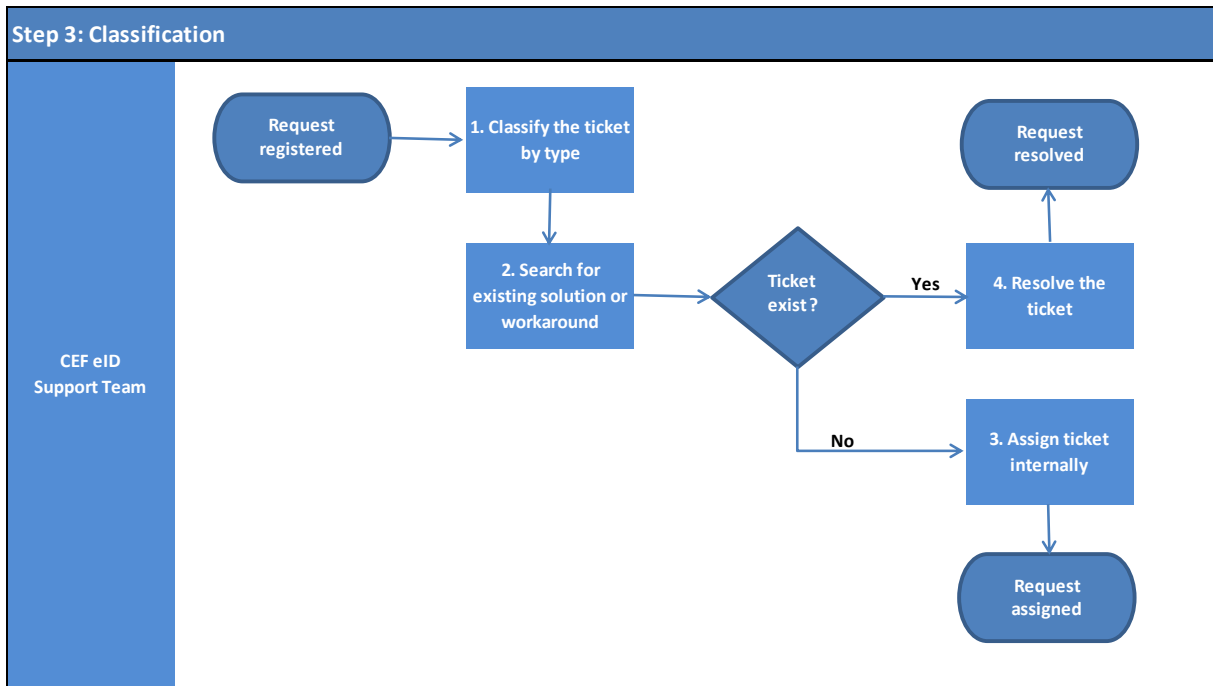 Step 3: Classification
CEF eID
Support Team
Request
registered
1. Classify the ticket
by type
2. Search for
existing solution or
workaround
Ticket
exist ?
Yes
4. Resolve the
ticket
Request
resolved
No
3. Assign ticket
internally
Request
assigned